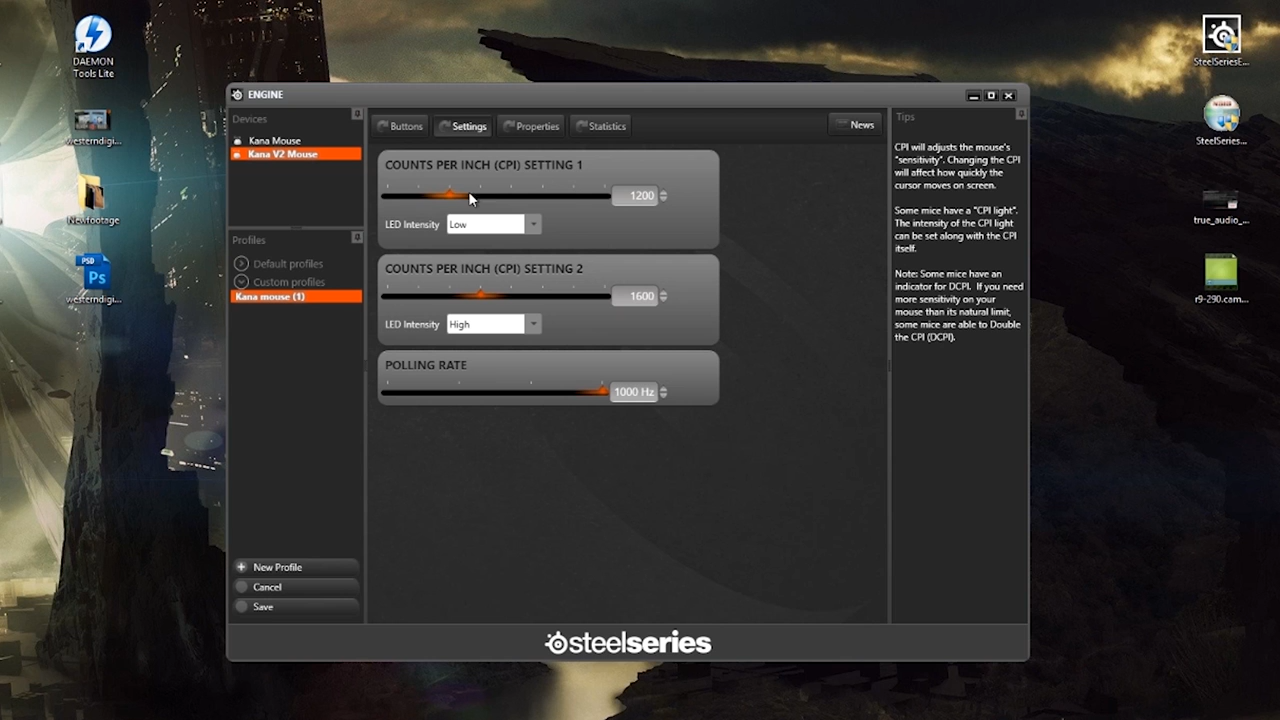 DAEMON
Tools Lite
westerndigi...
Newfootage
PSD
Ps
westerndigi...
ENGINE
Devices
Kana Mouse
Kana V2 Mouse
Profiles
Default profiles
Custom profiles
Kana mouse (1)
New Profile
Cancel
Save
Buttons
Settings
Properties
Statistics
News
COUNTS PER INCH (CPI) SETTING 1
1200
LED Intensity
Low
COUNTS PER INCH (CPI) SETTING 2
1600
LED Intensity
High
POLLING RATE
1000 Hz
Tips
CPI will adjusts the mouse's
"sensitivity". Changing the CPI
will affect how quickly the
cursor moves on screen.
Some mice have a "CPI light".
The intensity of the CPI light
can be set along with the CPI
itself.
Note: Some mice have an
indicator for DCPI. If you need
more sensitivity on your
mouse than its natural limit,
some mice are able to Double
the CPI (DCPI).
steelseries
SteelSeriesE...
SteelSeries...
true_audio_...
r9-290.cam...